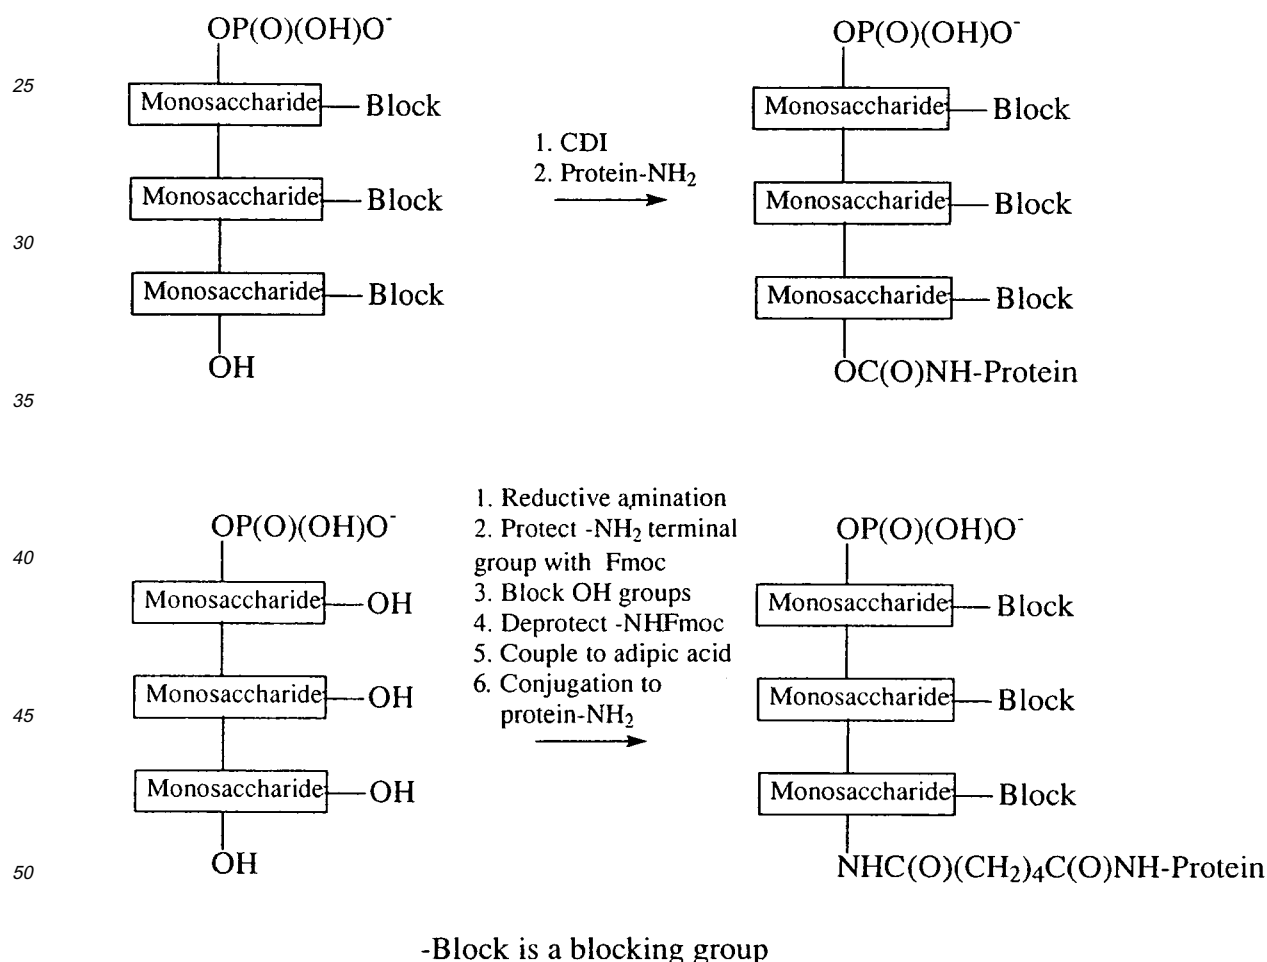 OP(O)(OH)O-
OP(O)(OH)O-
25
Monosaccharide
Block
Monosaccharide
Block
1. CDI
2. Protein-NH2
Monosaccharide
Block
Monosaccharide
Block
30
Monosaccharide
Block
Monosaccharide
Block
OH
OC(O)NH-Protein
35
1. Reductive amination
2. Protect -NH2 terminal
group with Fmoc
3. Block OH groups
4. Deprotect -NHFmoc
5. Couple to adipic acid
6. Conjugation to
protein-NH2
OP(O)(OH)O-
OP(O)(OH)O-
40
Monosaccharide
OH
Monosaccharide
Block
Monosaccharide
OH
Monosaccharide
Block
45
Monosaccharide
OH
Monosaccharide
Block
OH
NHC(O)(CH2)4C(O)NH-Protein
50
-Block is a blocking group